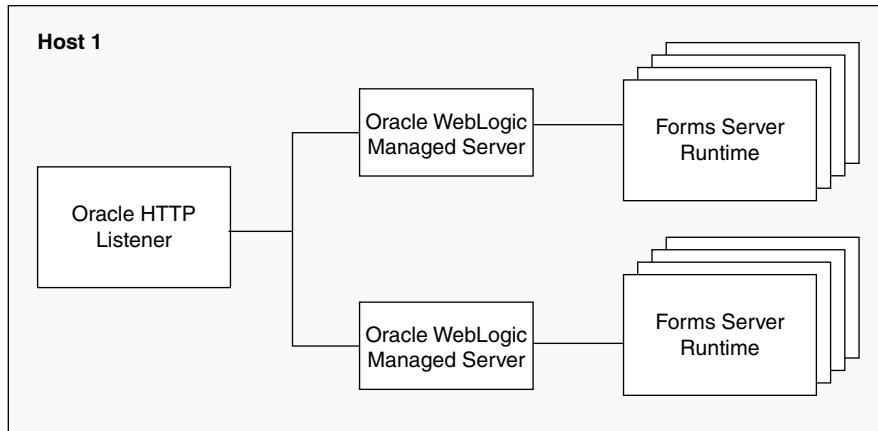 Host 1
Oracle HTTP
Listener
Oracle WebLogic
Managed Server
Forms Server
Runtime
Oracle WebLogic
Managed Server
Forms Server
Runtime